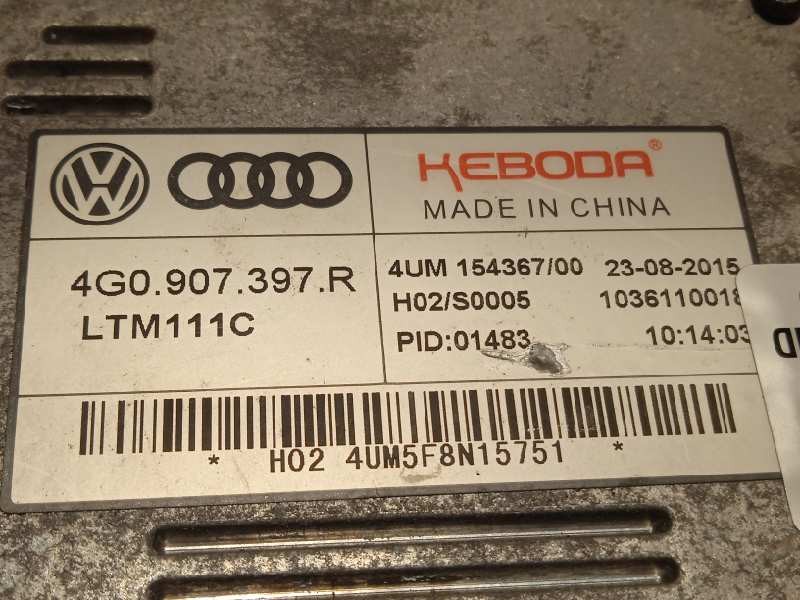 KEBODA®
MADE IN CHINA
4G0.907.397.R
LTM111C
4UM 154367/00 23-08-2015
H02/S0005 1036110018
PID:01483 10:14:03
* H02 4UM5F8N15751 *